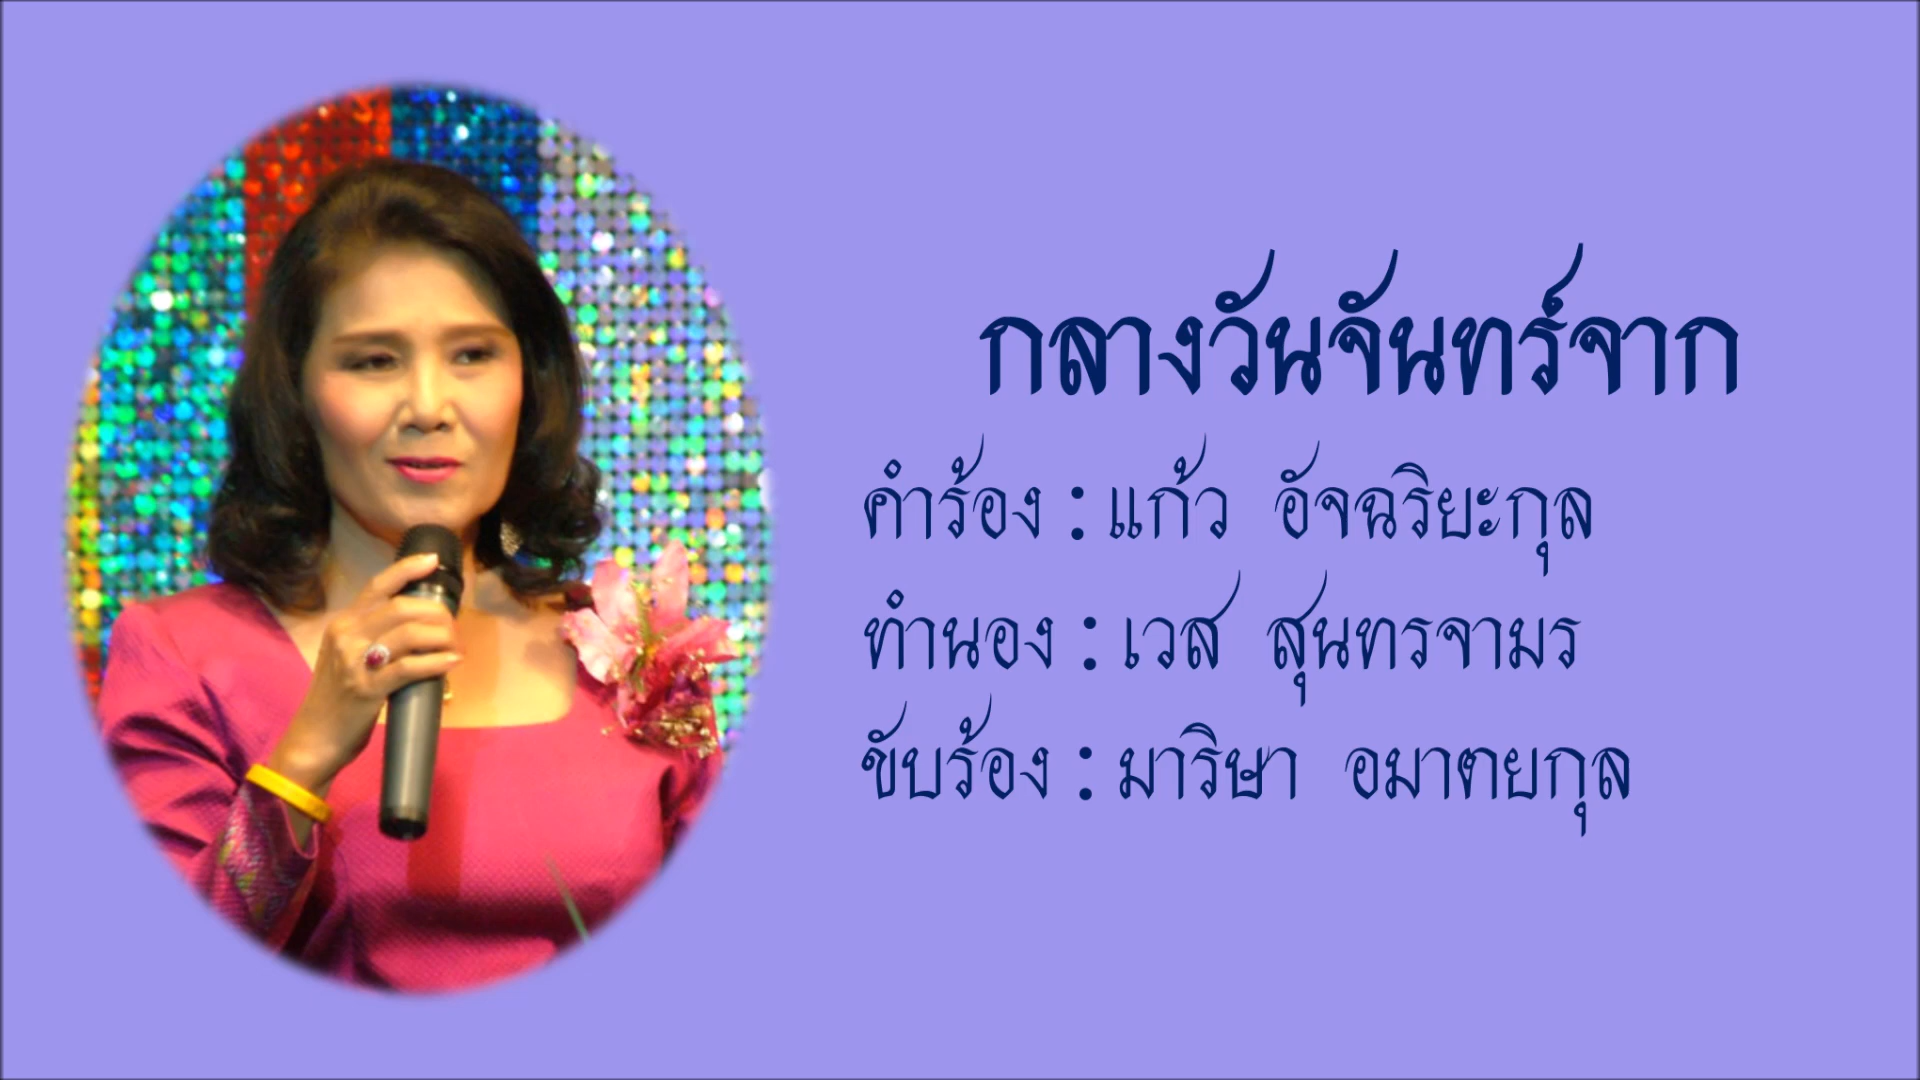 กลางวันจันทร์จาก
คำร้อง : แก้ว อัจฉริยะกุล
ทำนอง : เวส สุนทรจามร
ขับร้อง : มาริษา อมาตยกุล